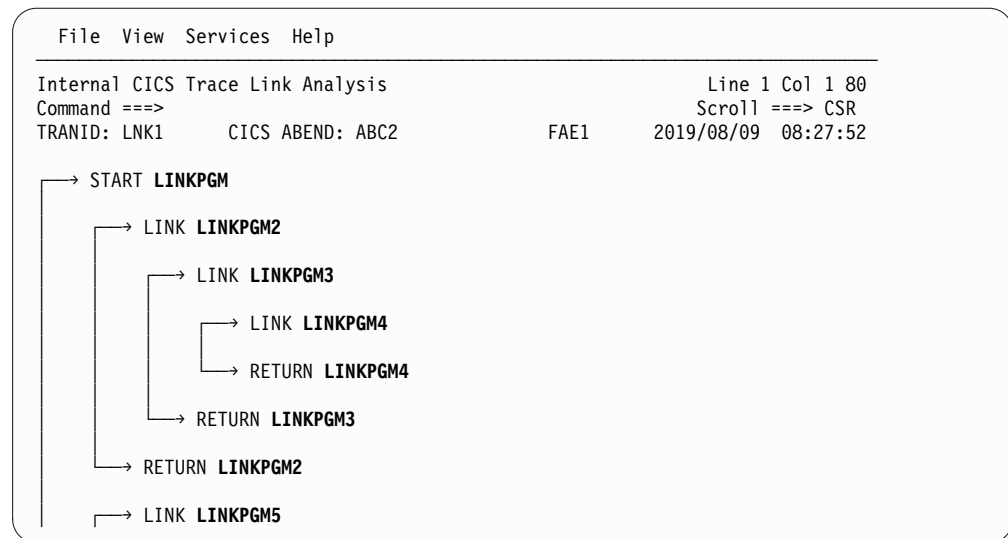 File View Services Help
Internal CICS Trace Link Analysis Line 1 Col 1 80
Command ===> Scroll ===> CSR
TRANID: LNK1 CICS ABEND: ABC2 FAE1 2019/08/09 08:27:52
START LINKPGM
LINK LINKPGM2
LINK LINKPGM3
LINK LINKPGM4
RETURN LINKPGM4
RETURN LINKPGM3
RETURN LINKPGM2
LINK LINKPGM5